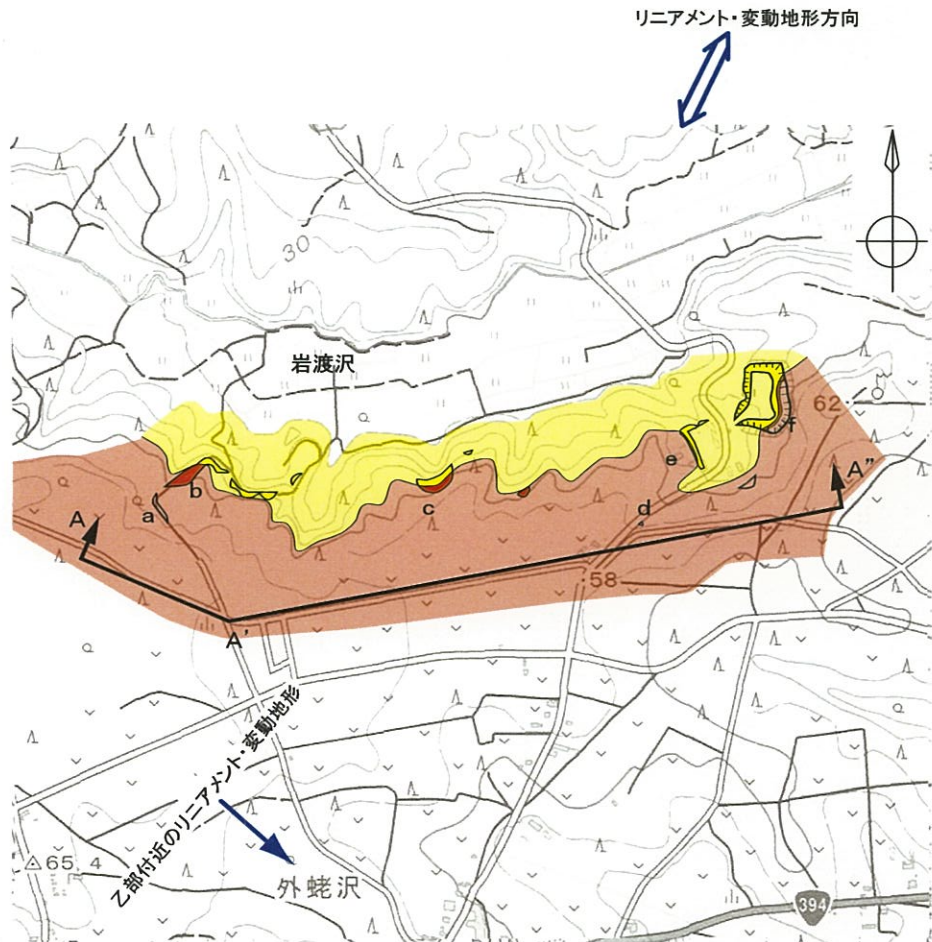 リニアメント・変動地形方向
30
岩渡沢
62
f
e
A"
b
c
a
d
A
58
A'
乙部付近のリニアメント・変動地形
65.4
外蛯沢
394